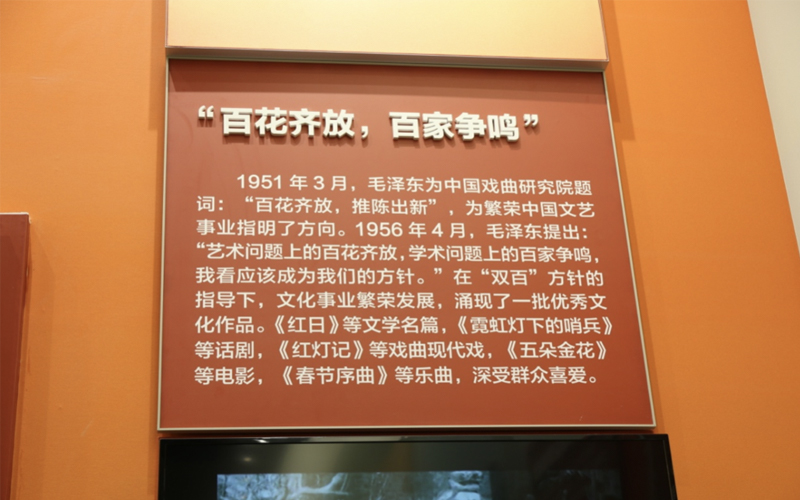 “百花齐放，百家争鸣”
1951 年 3 月，毛泽东为中国戏曲研究院题
词：“百花齐放，推陈出新”，为繁荣中国文艺
事业指明了方向。1956 年 4 月，毛泽东提出：
“艺术问题上的百花齐放,学术问题上的百家争鸣,
我看应该成为我们的方针。”在“双百”方针的
指导下，文化事业繁荣发展，涌现了一批优秀文
化作品。《红日》等文学名篇，《霓虹灯下的哨兵》
等话剧，《红灯记》等戏曲现代戏，《五朵金花》
等电影，《春节序曲》等乐曲，深受群众喜爱。